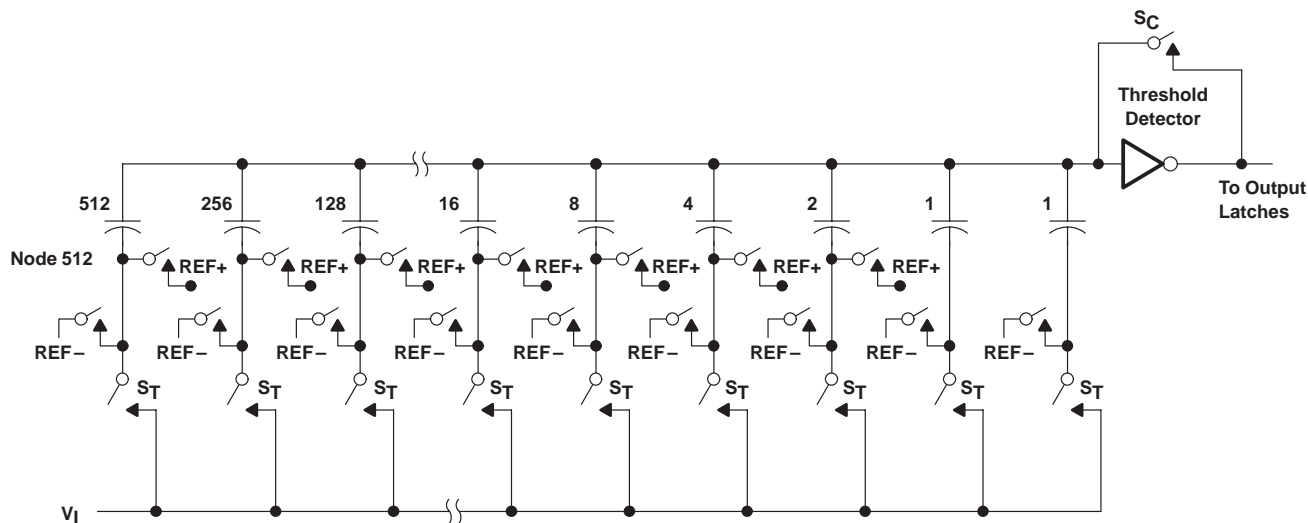 SC
Threshold
Detector
To Output
Latches
512 256 128 16 8 4 2 1 1
Node 512 REF+ REF+ REF+ REF+ REF+ REF+ REF+
REF− REF− REF− REF− REF− REF− REF− REF− REF−
ST ST ST ST ST ST ST ST ST
VI